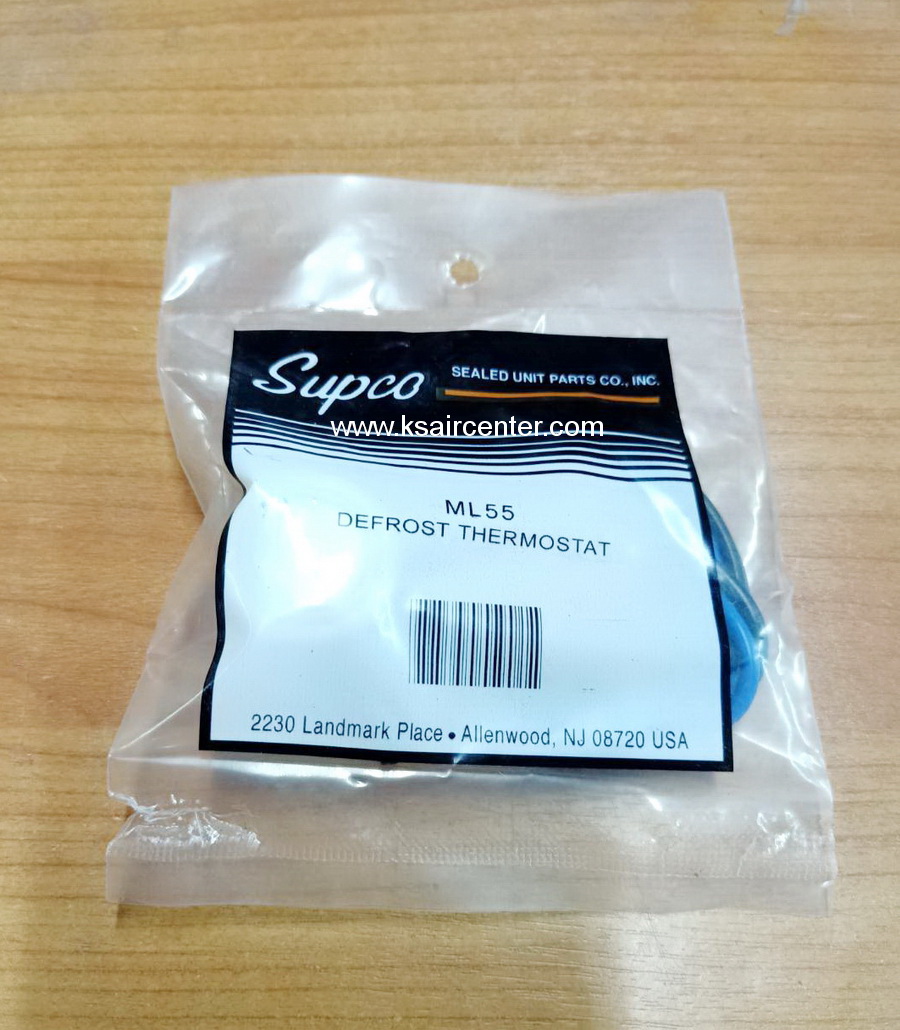 Supco
SEALED UNIT PARTS CO., INC.
www.ksaircenter.com
ML55
DEFROST THERMOSTAT
2230 Landmark Place • Allenwood, NJ 08720 USA